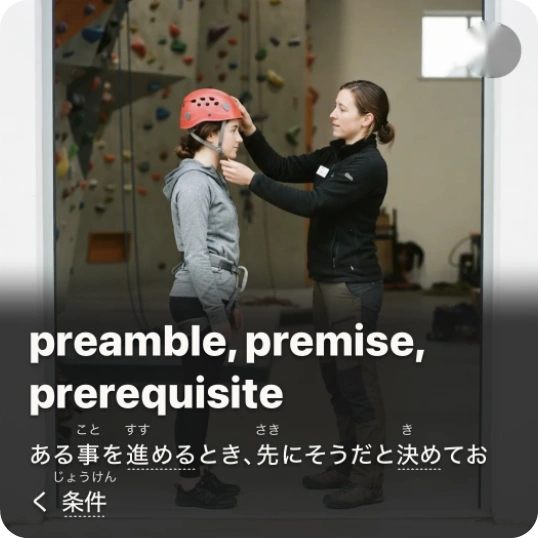 preamble, premise,
prerequisite
ある事を進めるとき、先にそうだと決めてお
く 条件
こと すす さき き
じょうけん